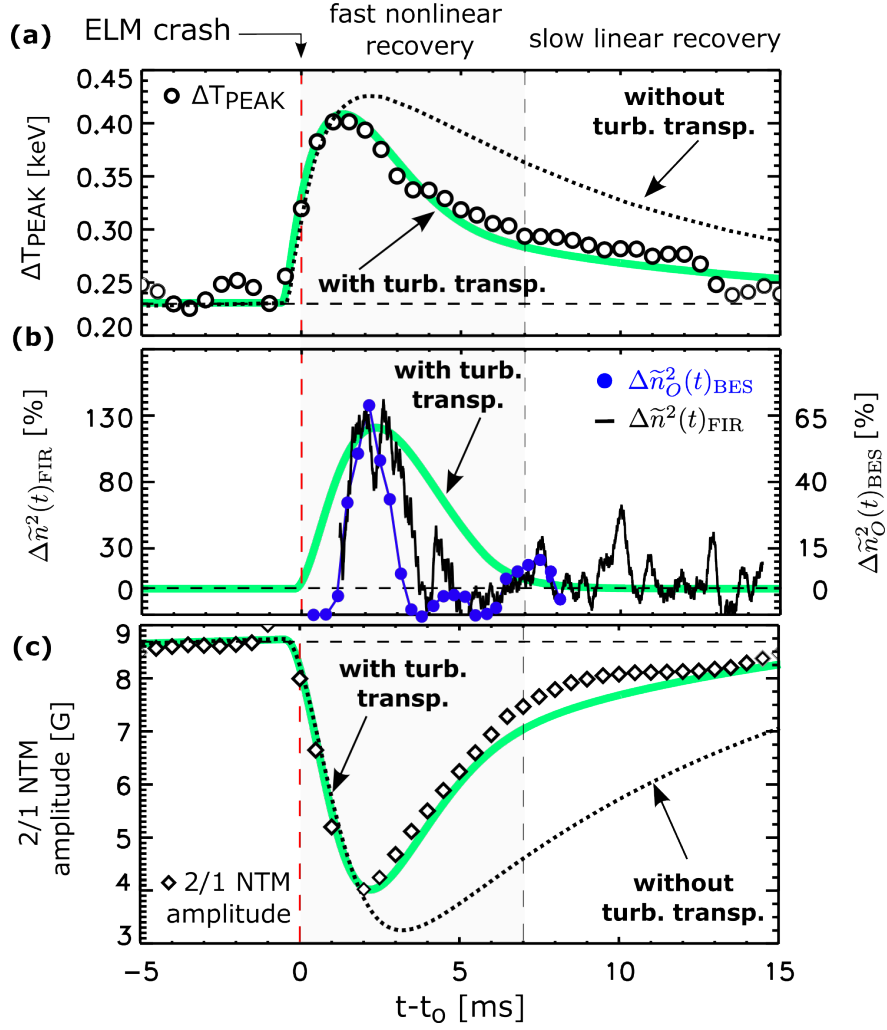 (a)
ELM crash
fast nonlinear
recovery
slow linear recovery
0.45
0.40
0.35
0.30
0.25
0.20
ΔT_PEAK [keV]
ΔT_PEAK
without
turb. transp.
with turb. transp.
(b)
130
80
30
0
Δñ²(t)_FIR [%]
with turb.
transp.
Δñ²_O(t)_BES
Δñ²(t)_FIR
65
40
15
0
Δñ²_O(t)_BES [%]
(c)
9
8
7
6
5
4
3
2/1 NTM
amplitude [G]
with turb.
transp.
2/1 NTM
amplitude
without
turb. transp.
−5
0
5
10
15
t-t_o [ms]